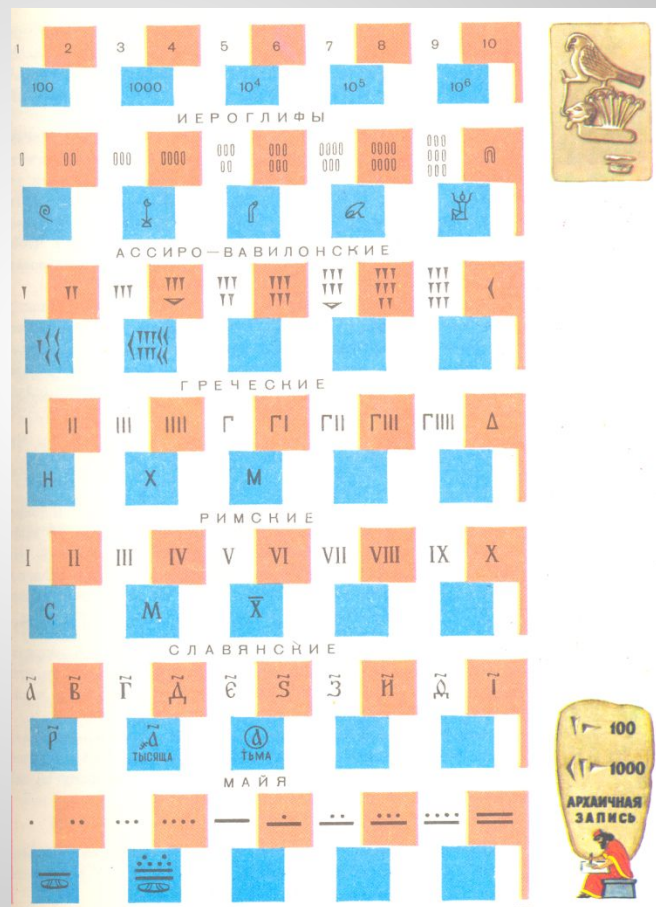 1 2 3 4 5 6 7 8 9 10
100 1000 10⁴ 10⁵ 10⁶
ИЕРОГЛИФЫ
АССИРО—ВАВИЛОНСКИЕ
ГРЕЧЕСКИЕ
I II III IIII Г ГI ГII ГIII ГIIII Δ
Н Х М
РИМСКИЕ
I II III IV V VI VII VIII IX X
C M X̅
СЛАВЯНСКИЕ
А҃ В҃ Г҃ Д҃ Є҃ Ѕ҃ З҃ И҃ Ѳ҃ І҃
Р҃ ҂А҃ А⃝
ТЫСЯЩА ТЬМА
МАЙЯ
100
1000
АРХАИЧНАЯ
ЗАПИСЬ